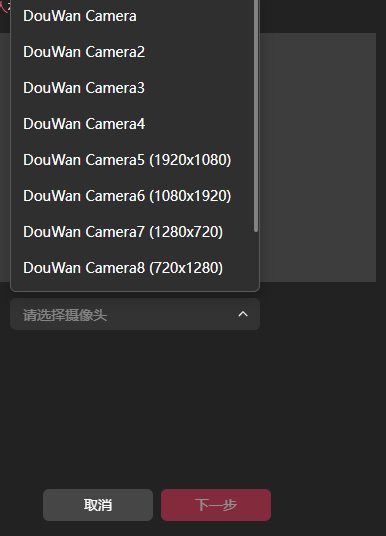 DouWan Camera
DouWan Camera2
DouWan Camera3
DouWan Camera4
DouWan Camera5 (1920x1080)
DouWan Camera6 (1080x1920)
DouWan Camera7 (1280x720)
DouWan Camera8 (720x1280)
请选择摄像头
取消
下一步